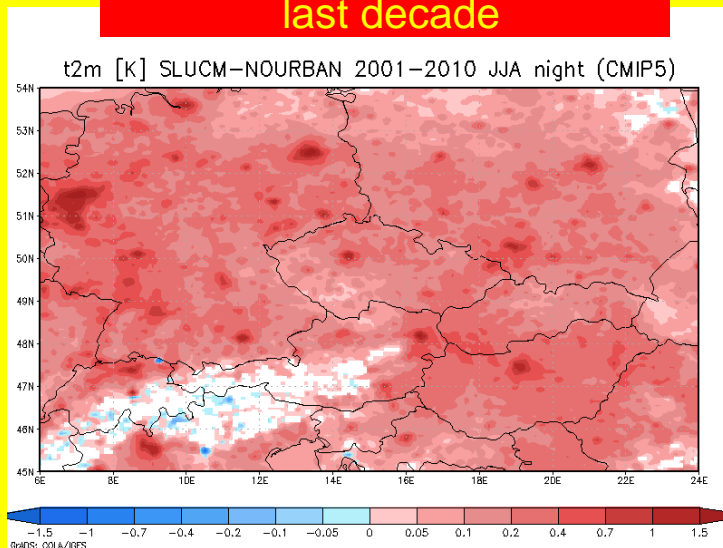 last decade
t2m [K] SLUCM-NOURBAN 2001-2010 JJA night (CMIP5)
54N
53N
52N
51N
50N
49N
48N
47N
46N
45N
6E 8E 10E 12E 14E 16E 18E 20E 22E 24E
-1.5 -1 -0.7 -0.4 -0.2 -0.1 -0.05 0 0.05 0.1 0.2 0.4 0.7 1 1.5
GrADS: COLA/IGES